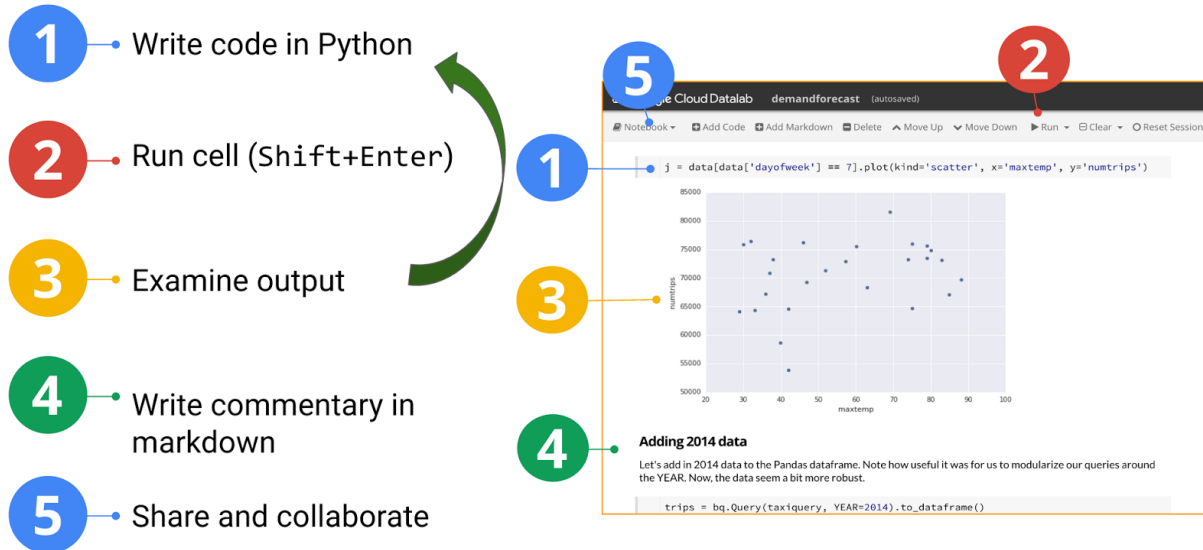 1
Write code in Python
2
Run cell (Shift+Enter)
3
Examine output
4
Write commentary in
markdown
5
Share and collaborate
5
2
Cloud Datalab demandforecast (autosaved)
Notebook Add Code Add Markdown Delete Move Up Move Down Run Clear Reset Session
1
j = data[data['dayofweek'] == 7].plot(kind='scatter', x='maxtemp', y='numtrips')
85000
80000
75000
70000
65000
60000
55000
50000
numtrips
3
20 30 40 50 60 70 80 90 100
maxtemp
4
Adding 2014 data
Let's add in 2014 data to the Pandas dataframe. Note how useful it was for us to modularize our queries around
the YEAR. Now, the data seem a bit more robust.
trips = bq.Query(taxiquery, YEAR=2014).to_dataframe()